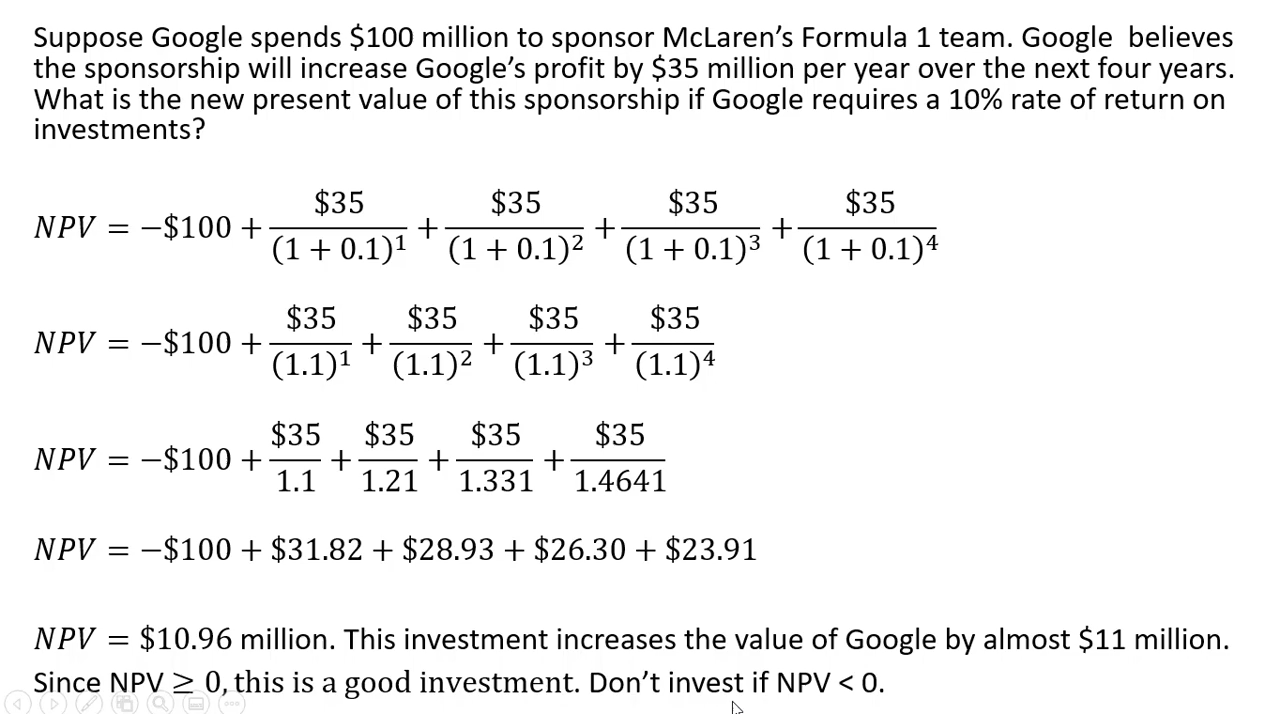 Suppose Google spends $100 million to sponsor McLaren’s Formula 1 team. Google believes
the sponsorship will increase Google’s profit by $35 million per year over the next four years.
What is the new present value of this sponsorship if Google requires a 10% rate of return on
investments?
NPV = −$100 + $35/(1 + 0.1)¹ + $35/(1 + 0.1)² + $35/(1 + 0.1)³ + $35/(1 + 0.1)⁴
NPV = −$100 + $35/(1.1)¹ + $35/(1.1)² + $35/(1.1)³ + $35/(1.1)⁴
NPV = −$100 + $35/1.1 + $35/1.21 + $35/1.331 + $35/1.4641
NPV = −$100 + $31.82 + $28.93 + $26.30 + $23.91
NPV = $10.96 million. This investment increases the value of Google by almost $11 million.
Since NPV ≥ 0, this is a good investment. Don’t invest if NPV < 0.